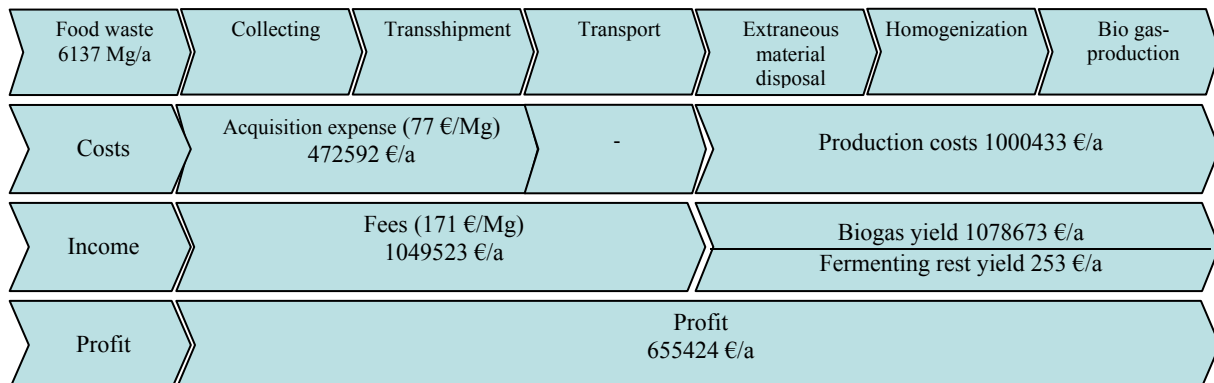 Food waste
6137 Mg/a
Collecting
Transshipment
Transport
Extraneous
material
disposal
Homogenization
Bio gas-
production
Costs
Acquisition expense (77 €/Mg)
472592 €/a
-
Production costs 1000433 €/a
Income
Fees (171 €/Mg)
1049523 €/a
Biogas yield 1078673 €/a
Fermenting rest yield 253 €/a
Profit
Profit
655424 €/a